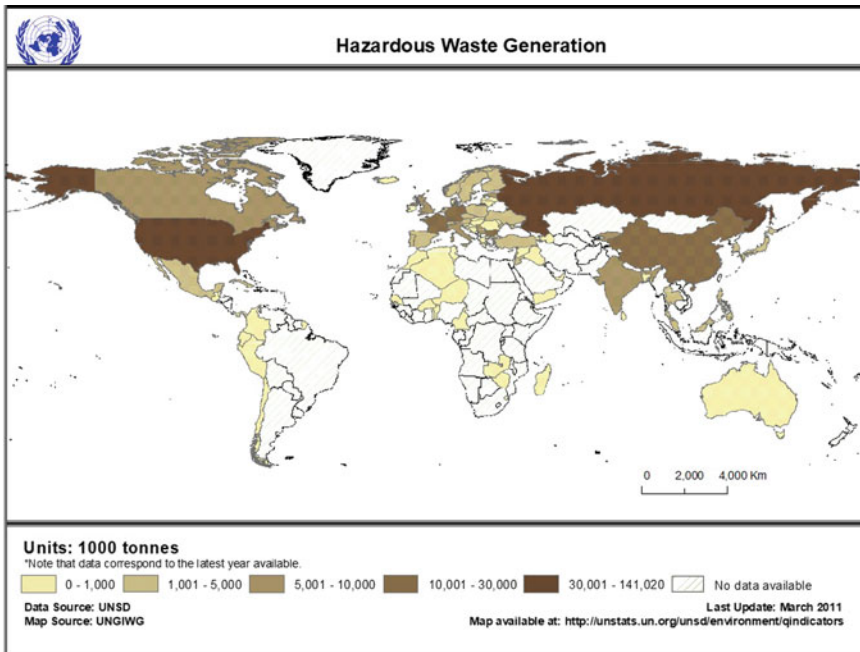 Hazardous Waste Generation
0 2,000 4,000 Km
Units: 1000 tonnes
*Note that data correspond to the latest year available.
0 - 1,000 1,001 - 5,000 5,001 - 10,000 10,001 - 30,000 30,001 - 141,020 No data available
Data Source: UNSD Last Update: March 2011
Map Source: UNGIWG Map available at: http://unstats.un.org/unsd/environment/qindicators